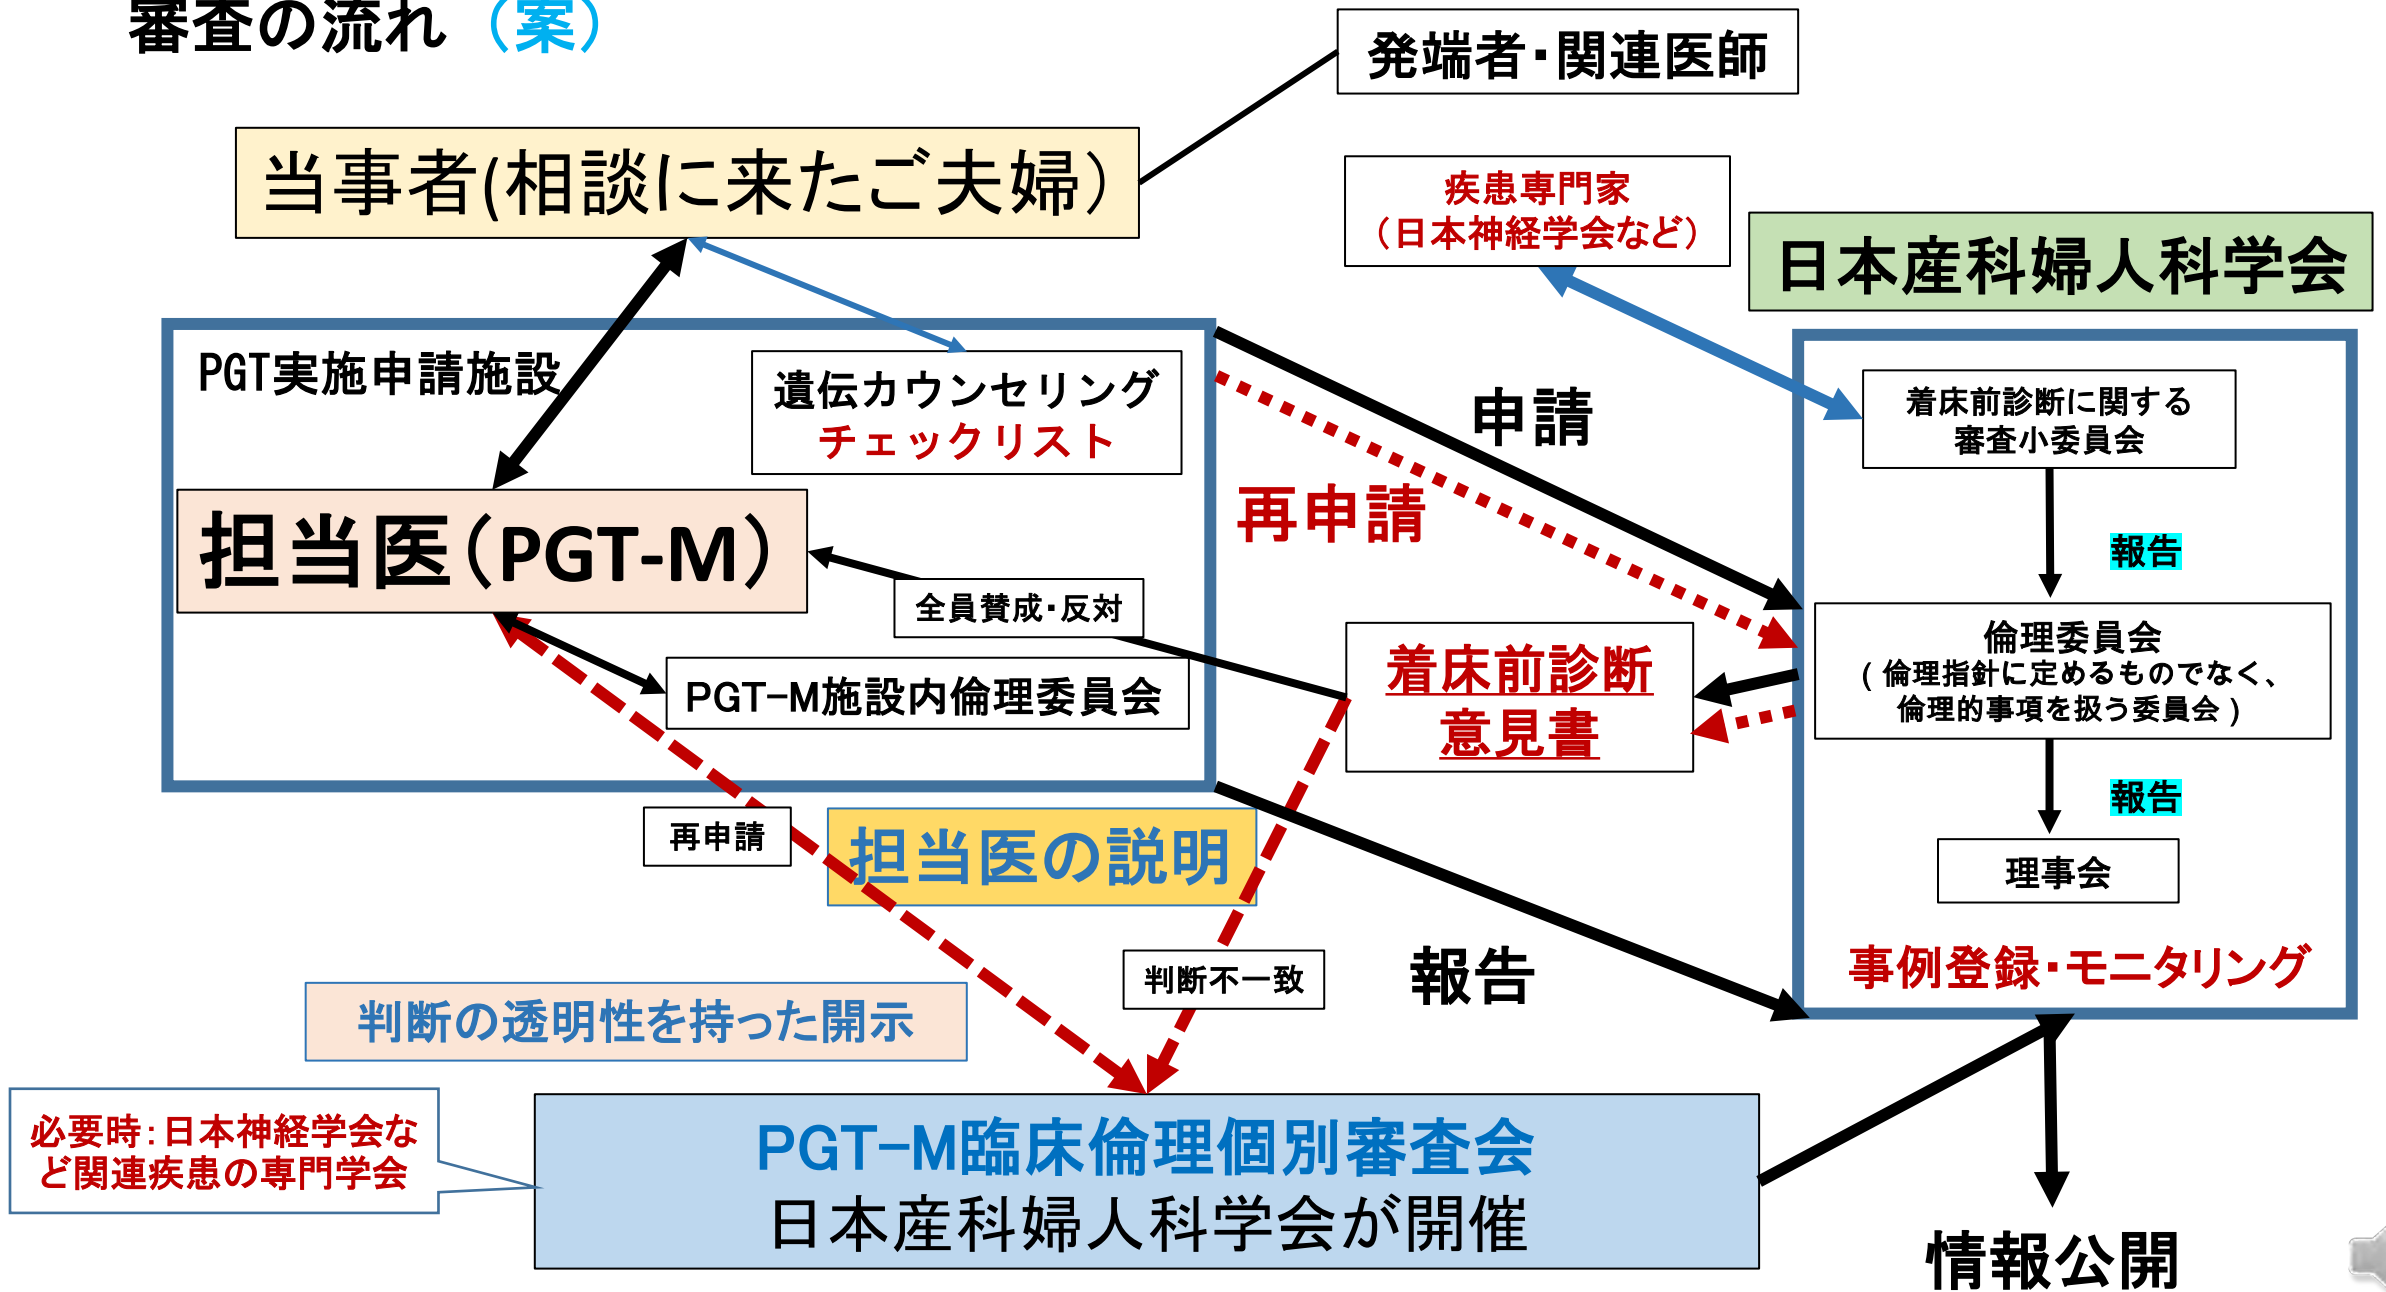 審査の流れ（案）
発端者・関連医師
当事者(相談に来たご夫婦）
疾患専門家
（日本神経学会など）
日本産科婦人科学会
PGT実施申請施設
遺伝カウンセリング
チェックリスト
申請
着床前診断に関する
審査小委員会
再申請
担当医（PGT-M）
報告
全員賛成・反対
着床前診断
意見書
倫理委員会
( 倫理指針に定めるものでなく、
倫理的事項を扱う委員会 )
PGT-M施設内倫理委員会
報告
再申請
担当医の説明
理事会
判断不一致
報告
事例登録・モニタリング
判断の透明性を持った開示
必要時：日本神経学会な
ど関連疾患の専門学会
PGT-M臨床倫理個別審査会
日本産科婦人科学会が開催
情報公開